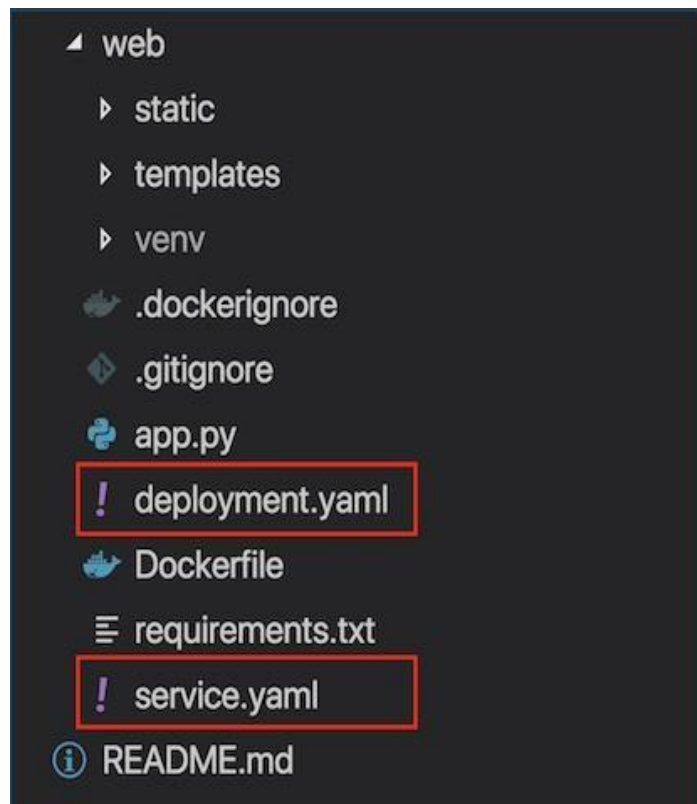 web
static
templates
venv
.dockerignore
.gitignore
app.py
! deployment.yaml
Dockerfile
requirements.txt
! service.yaml
README.md